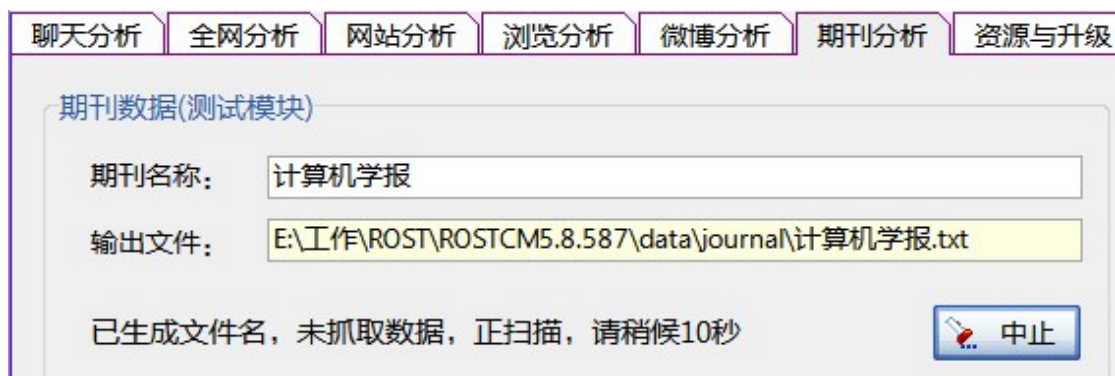 聊天分析 全网分析 网站分析 浏览分析 微博分析 期刊分析 资源与升级
期刊数据(测试模块)
期刊名称： 计算机学报
输出文件： E:\工作\ROST\ROSTCM5.8.587\data\journal\计算机学报.txt
已生成文件名，未抓取数据，正扫描，请稍候10秒 中止